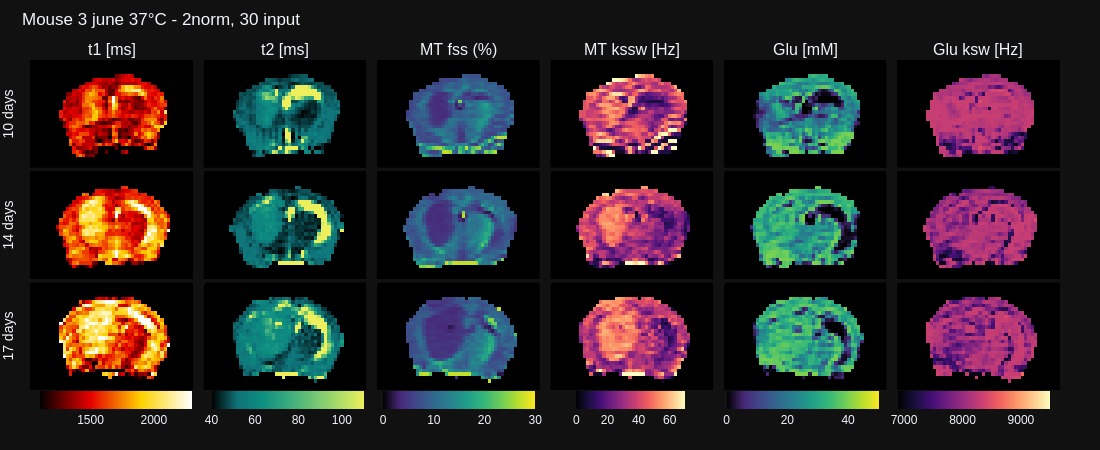 Mouse 3 june 37°C - 2norm, 30 input
t1 [ms] t2 [ms] MT fss (%) MT kssw [Hz] Glu [mM] Glu ksw [Hz]
10 days
14 days
17 days
1500 2000 40 60 80 100 0 10 20 30 0 20 40 60 0 20 40 7000 8000 9000